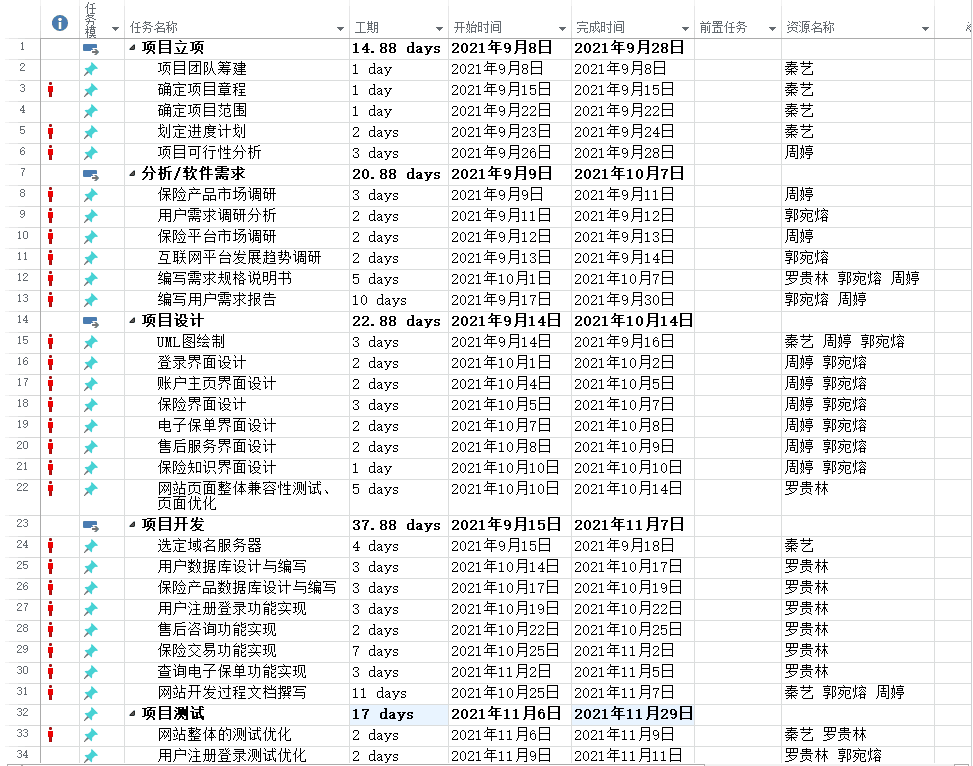 任务模 任务名称 工期 开始时间 完成时间 前置任务 资源名称
1 项目立项 14.88 days 2021年9月8日 2021年9月28日
2 项目团队筹建 1 day 2021年9月8日 2021年9月8日 秦艺
3 确定项目章程 1 day 2021年9月15日 2021年9月15日 秦艺
4 确定项目范围 1 day 2021年9月22日 2021年9月22日 秦艺
5 划定进度计划 2 days 2021年9月23日 2021年9月24日 秦艺
6 项目可行性分析 3 days 2021年9月26日 2021年9月28日 周婷
7 分析/软件需求 20.88 days 2021年9月9日 2021年10月7日
8 保险产品市场调研 3 days 2021年9月9日 2021年9月11日 周婷
9 用户需求调研分析 2 days 2021年9月11日 2021年9月12日 郭宛熔
10 保险平台市场调研 2 days 2021年9月12日 2021年9月13日 周婷
11 互联网平台发展趋势调研 2 days 2021年9月13日 2021年9月14日 郭宛熔
12 编写需求规格说明书 5 days 2021年10月1日 2021年10月7日 罗贵林 郭宛熔 周婷
13 编写用户需求报告 10 days 2021年9月17日 2021年9月30日 郭宛熔 周婷
14 项目设计 22.88 days 2021年9月14日 2021年10月14日
15 UML图绘制 3 days 2021年9月14日 2021年9月16日 秦艺 周婷 郭宛熔
16 登录界面设计 2 days 2021年10月1日 2021年10月2日 周婷 郭宛熔
17 账户主页界面设计 2 days 2021年10月4日 2021年10月5日 周婷 郭宛熔
18 保险界面设计 3 days 2021年10月5日 2021年10月7日 周婷 郭宛熔
19 电子保单界面设计 2 days 2021年10月7日 2021年10月8日 周婷 郭宛熔
20 售后服务界面设计 2 days 2021年10月8日 2021年10月9日 周婷 郭宛熔
21 保险知识界面设计 1 day 2021年10月10日 2021年10月10日 周婷 郭宛熔
22 网站页面整体兼容性测试、 5 days 2021年10月10日 2021年10月14日 罗贵林
页面优化
23 项目开发 37.88 days 2021年9月15日 2021年11月7日
24 选定域名服务器 4 days 2021年9月15日 2021年9月18日 秦艺
25 用户数据库设计与编写 3 days 2021年10月14日 2021年10月17日 罗贵林
26 保险产品数据库设计与编写 3 days 2021年10月17日 2021年10月19日 罗贵林
27 用户注册登录功能实现 3 days 2021年10月19日 2021年10月22日 罗贵林
28 售后咨询功能实现 2 days 2021年10月22日 2021年10月25日 罗贵林
29 保险交易功能实现 7 days 2021年10月25日 2021年11月2日 罗贵林
30 查询电子保单功能实现 3 days 2021年11月2日 2021年11月5日 罗贵林
31 网站开发过程文档撰写 11 days 2021年10月25日 2021年11月7日 秦艺 郭宛熔 周婷
32 项目测试 17 days 2021年11月6日 2021年11月29日
33 网站整体的测试优化 2 days 2021年11月6日 2021年11月9日 秦艺 罗贵林
34 用户注册登录测试优化 2 days 2021年11月9日 2021年11月11日 罗贵林 郭宛熔